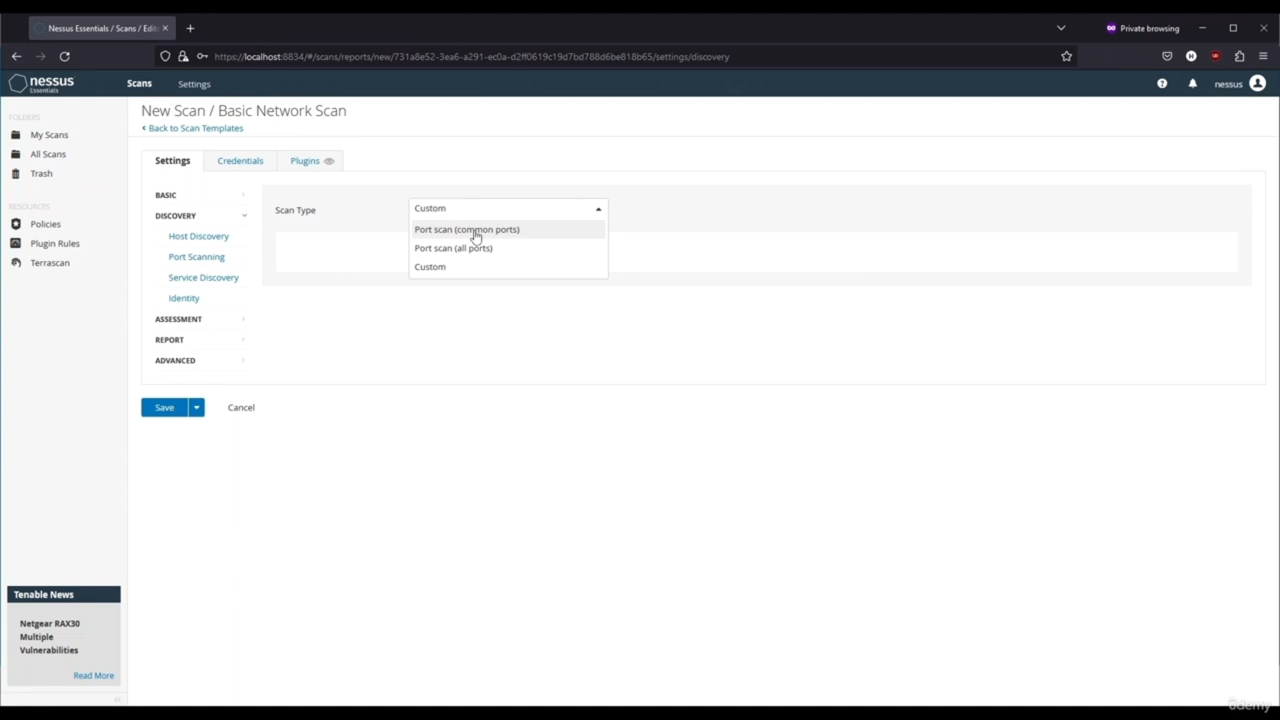 Nessus Essentials / Scans / Edit
Private browsing
https://localhost:8834/#/scans/reports/new/731a8e52-3ea6-a291-ec0a-d2ff0619c19d7bd788d6be818b65/settings/discovery
nessus
Essentials
Scans
Settings
nessus
FOLDERS
My Scans
All Scans
Trash
RESOURCES
Policies
Plugin Rules
Terrascan
New Scan / Basic Network Scan
Back to Scan Templates
Settings
Credentials
Plugins
BASIC
DISCOVERY
Host Discovery
Port Scanning
Service Discovery
Identity
ASSESSMENT
REPORT
ADVANCED
Scan Type
Custom
Port scan (common ports)
Port scan (all ports)
Custom
Save
Cancel
Tenable News
Netgear RAX30
Multiple
Vulnerabilities
Read More
ûdemy